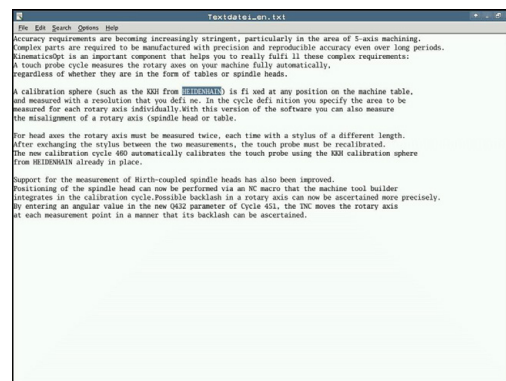 Textdatei_en.txt
File Edit Search Options Help
Accuracy requirements are becoming increasingly stringent, particularly in the area of 5-axis machining.
Complex parts are required to be manufactured with precision and reproducible accuracy even over long periods.
KinematicsOpt is an important component that helps you to really fulfi ll these complex requirements:
A touch probe cycle measures the rotary axes on your machine fully automatically,
regardless of whether they are in the form of tables or spindle heads.
A calibration sphere (such as the KKH from HEIDENHAIN) is fi xed at any position on the machine table,
and measured with a resolution that you defi ne. In the cycle defi nition you specify the area to be
measured for each rotary axis individually.With this version of the software you can also measure
the misalignment of a rotary axis (spindle head or table.
For head axes the rotary axis must be measured twice, each time with a stylus of a different length.
After exchanging the stylus between the two measurements, the touch probe must be recalibrated.
The new calibration cycle 460 automatically calibrates the touch probe using the KKH calibration sphere
from HEIDENHAIN already in place.
Support for the measurement of Hirth-coupled spindle heads has also been improved.
Positioning of the spindle head can now be performed via an NC macro that the machine tool builder
integrates in the calibration cycle.Possible backlash in a rotary axis can now be ascertained more precisely.
By entering an angular value in the new Q432 parameter of Cycle 451, the TNC moves the rotary axis
at each measurement point in a manner that its backlash can be ascertained.